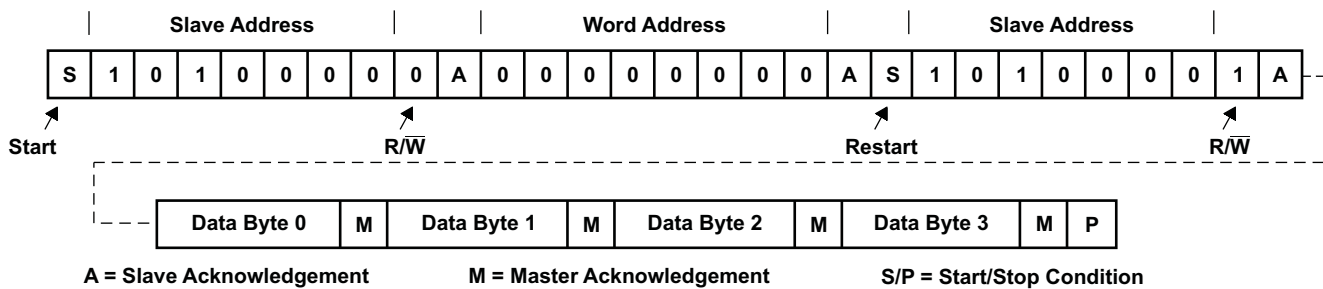 Slave Address Word Address Slave Address
S 1 0 1 0 0 0 0 0 A 0 0 0 0 0 0 0 0 A S 1 0 1 0 0 0 0 1 A
Start R/W̅ Restart R/W̅
Data Byte 0 M Data Byte 1 M Data Byte 2 M Data Byte 3 M P
A = Slave Acknowledgement M = Master Acknowledgement S/P = Start/Stop Condition